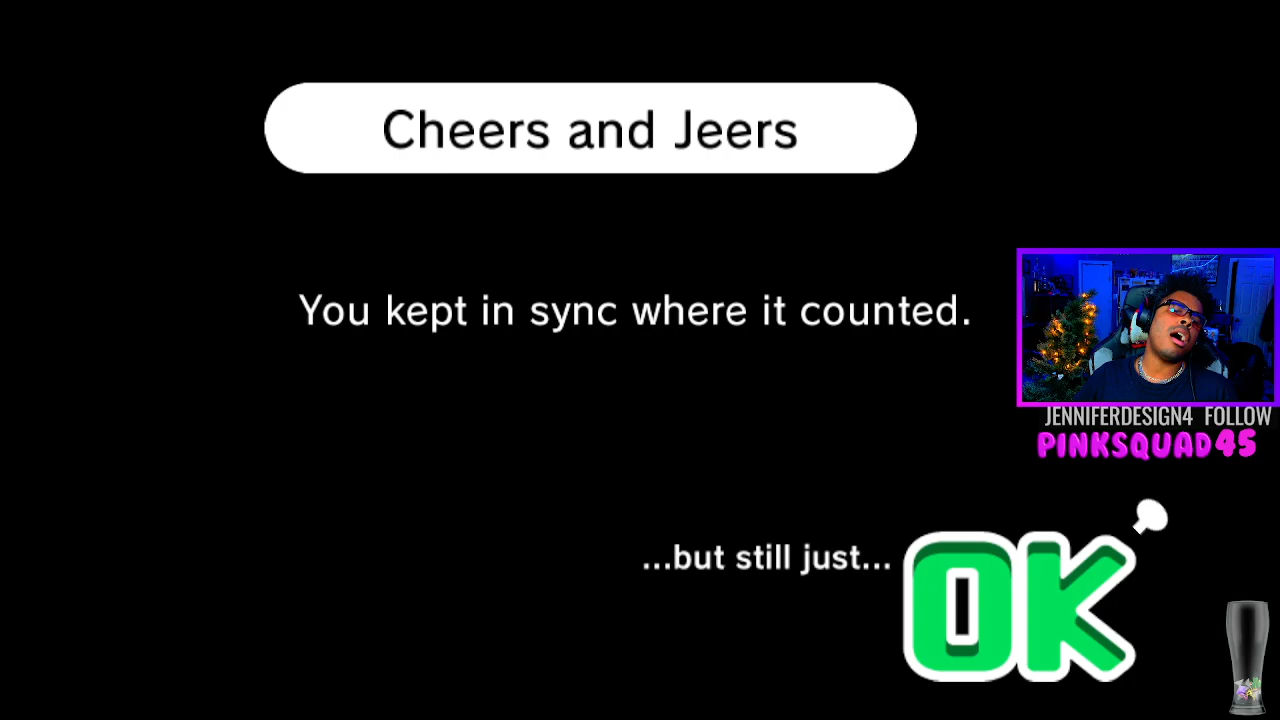 Cheers and Jeers
You kept in sync where it counted.
JENNIFERDESIGN4 FOLLOW
PINKSQUAD45
...but still just...
OK